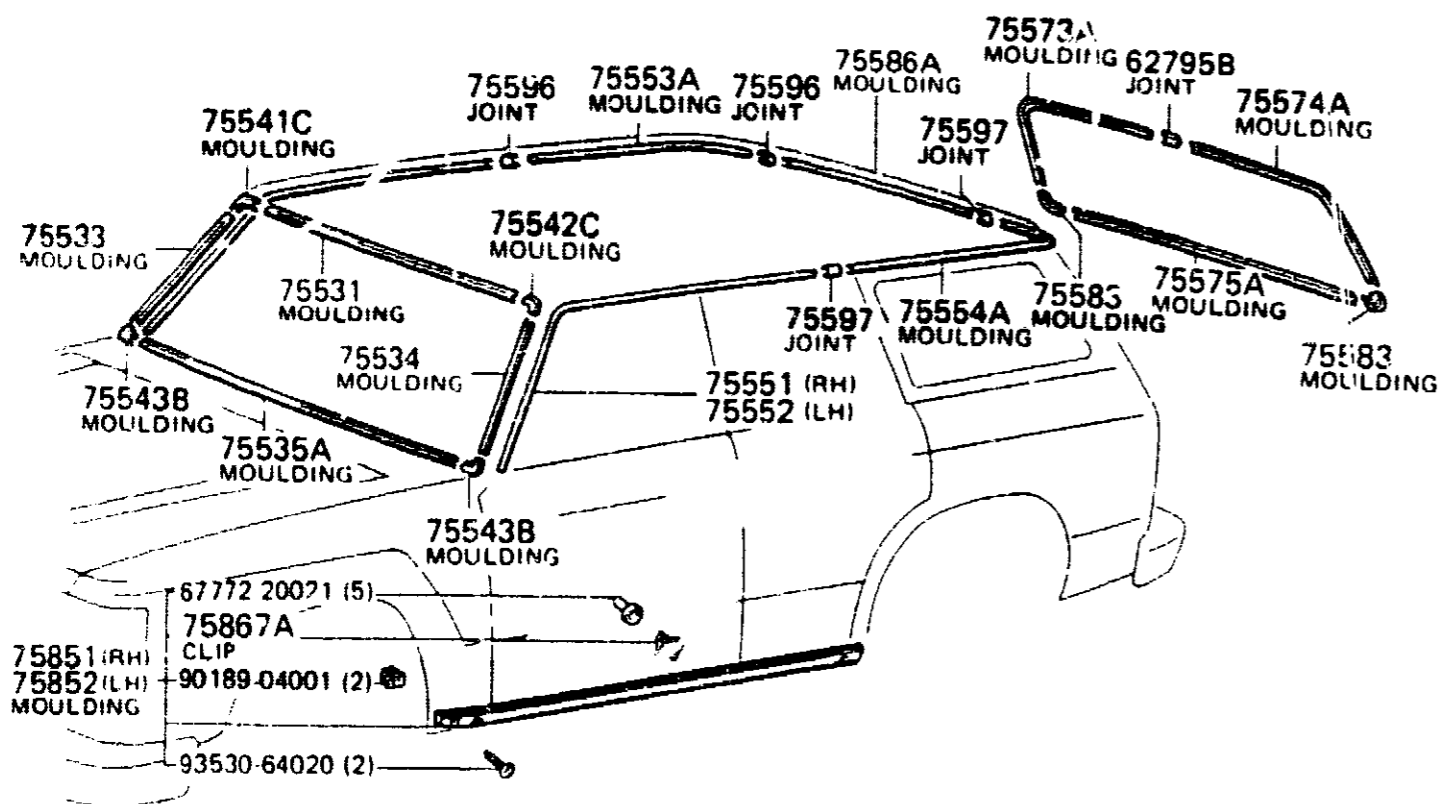 75573A
MOULDING
62795B
JOINT
75586A
MOULDING
75574A
MOULDING
75596
JOINT
75553A
MOULDING
75596
JOINT
75541C
MOULDING
75597
JOINT
75542C
MOULDING
75533
MOULDING
75531
MOULDING
75583
MOULDING
75575A
MOULDING
75597
JOINT
75554A
MOULDING
75583
MOULDING
75534
MOULDING
75551 (RH)
75552 (LH)
75543B
MOULDING
75535A
MOULDING
75543B
MOULDING
67772-20021 (5)
75867A
CLIP
75851 (RH)
75852 (LH)
MOULDING
90189-04001 (2)
93530-64020 (2)